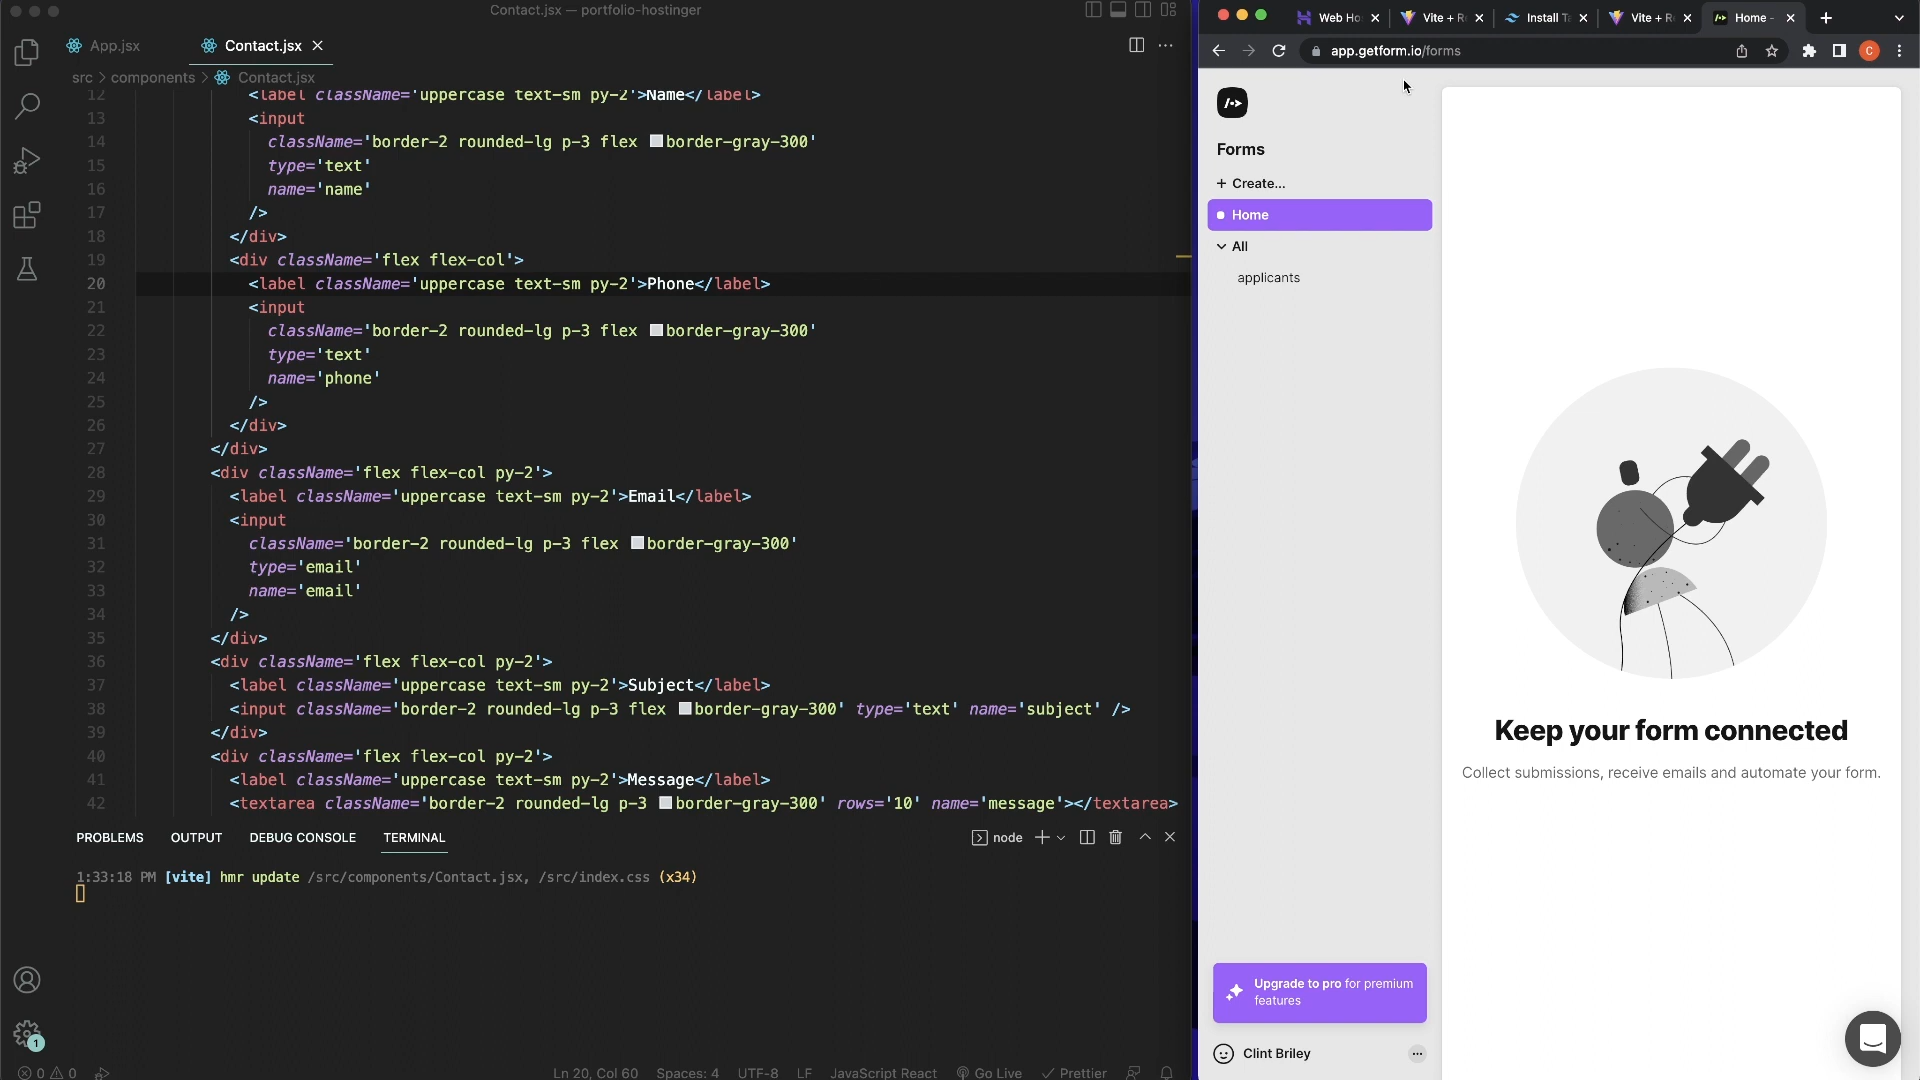 Contact.jsx — portfolio-hostinger
App.jsx
Contact.jsx
src > components > Contact.jsx
12 <label className='uppercase text-sm py-2'>Name</label>
13 <input
14 className='border-2 rounded-lg p-3 flex border-gray-300'
15 type='text'
16 name='name'
17 />
18 </div>
19 <div className='flex flex-col'>
20 <label className='uppercase text-sm py-2'>Phone</label>
21 <input
22 className='border-2 rounded-lg p-3 flex border-gray-300'
23 type='text'
24 name='phone'
25 />
26 </div>
27 </div>
28 <div className='flex flex-col py-2'>
29 <label className='uppercase text-sm py-2'>Email</label>
30 <input
31 className='border-2 rounded-lg p-3 flex border-gray-300'
32 type='email'
33 name='email'
34 />
35 </div>
36 <div className='flex flex-col py-2'>
37 <label className='uppercase text-sm py-2'>Subject</label>
38 <input className='border-2 rounded-lg p-3 flex border-gray-300' type='text' name='subject' />
39 </div>
40 <div className='flex flex-col py-2'>
41 <label className='uppercase text-sm py-2'>Message</label>
42 <textarea className='border-2 rounded-lg p-3 border-gray-300' rows='10' name='message'></textarea>
PROBLEMS OUTPUT DEBUG CONSOLE TERMINAL
node
1:33:18 PM [vite] hmr update /src/components/Contact.jsx, /src/index.css (x34)
1
0 0
Ln 20, Col 60 Spaces: 4 UTF-8 LF JavaScript React Go Live Prettier
Web Ho
Vite + R
Install Ta
Vite + R
Home -
app.getform.io/forms
C
Forms
+ Create...
Home
All
applicants
Keep your form connected
Collect submissions, receive emails and automate your form.
Upgrade to pro for premium
features
Clint Briley